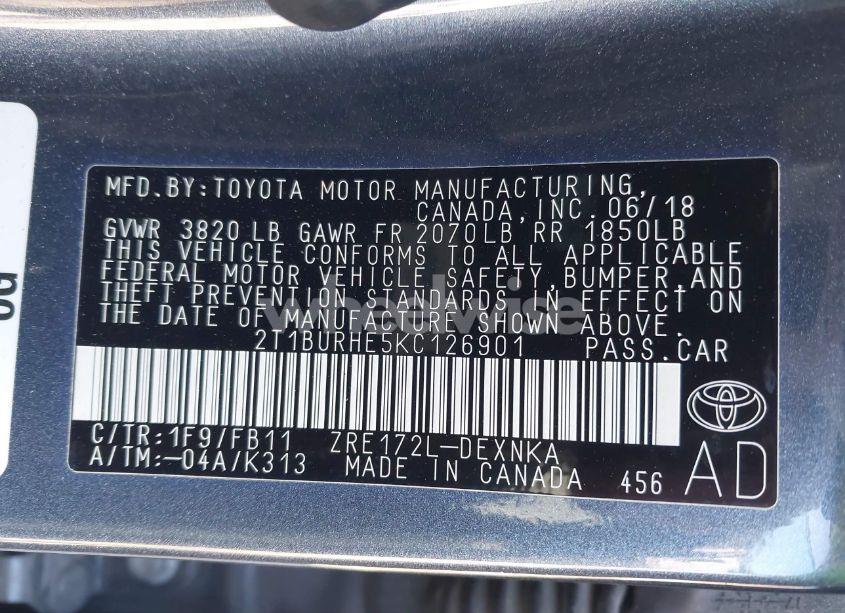 MFD.BY:TOYOTA MOTOR MANUFACTURING,
CANADA,INC.06/18
GVWR 3820 LB GAWR FR 2070LB RR 1850LB
THIS VEHICLE CONFORMS TO ALL APPLICABLE
FEDERAL MOTOR VEHICLE SAFETY,BUMPER,AND
THEFT PREVENTION STANDARDS IN EFFECT ON
THE DATE OF MANUFACTURE SHOWN ABOVE.
wheelwise
2T1BURHE5KC126901 PASS.CAR
C/TR:1F9/FB11 ZRE172L-DEXNKA
A/TM:-04A/K313 MADE IN CANADA 456 AD